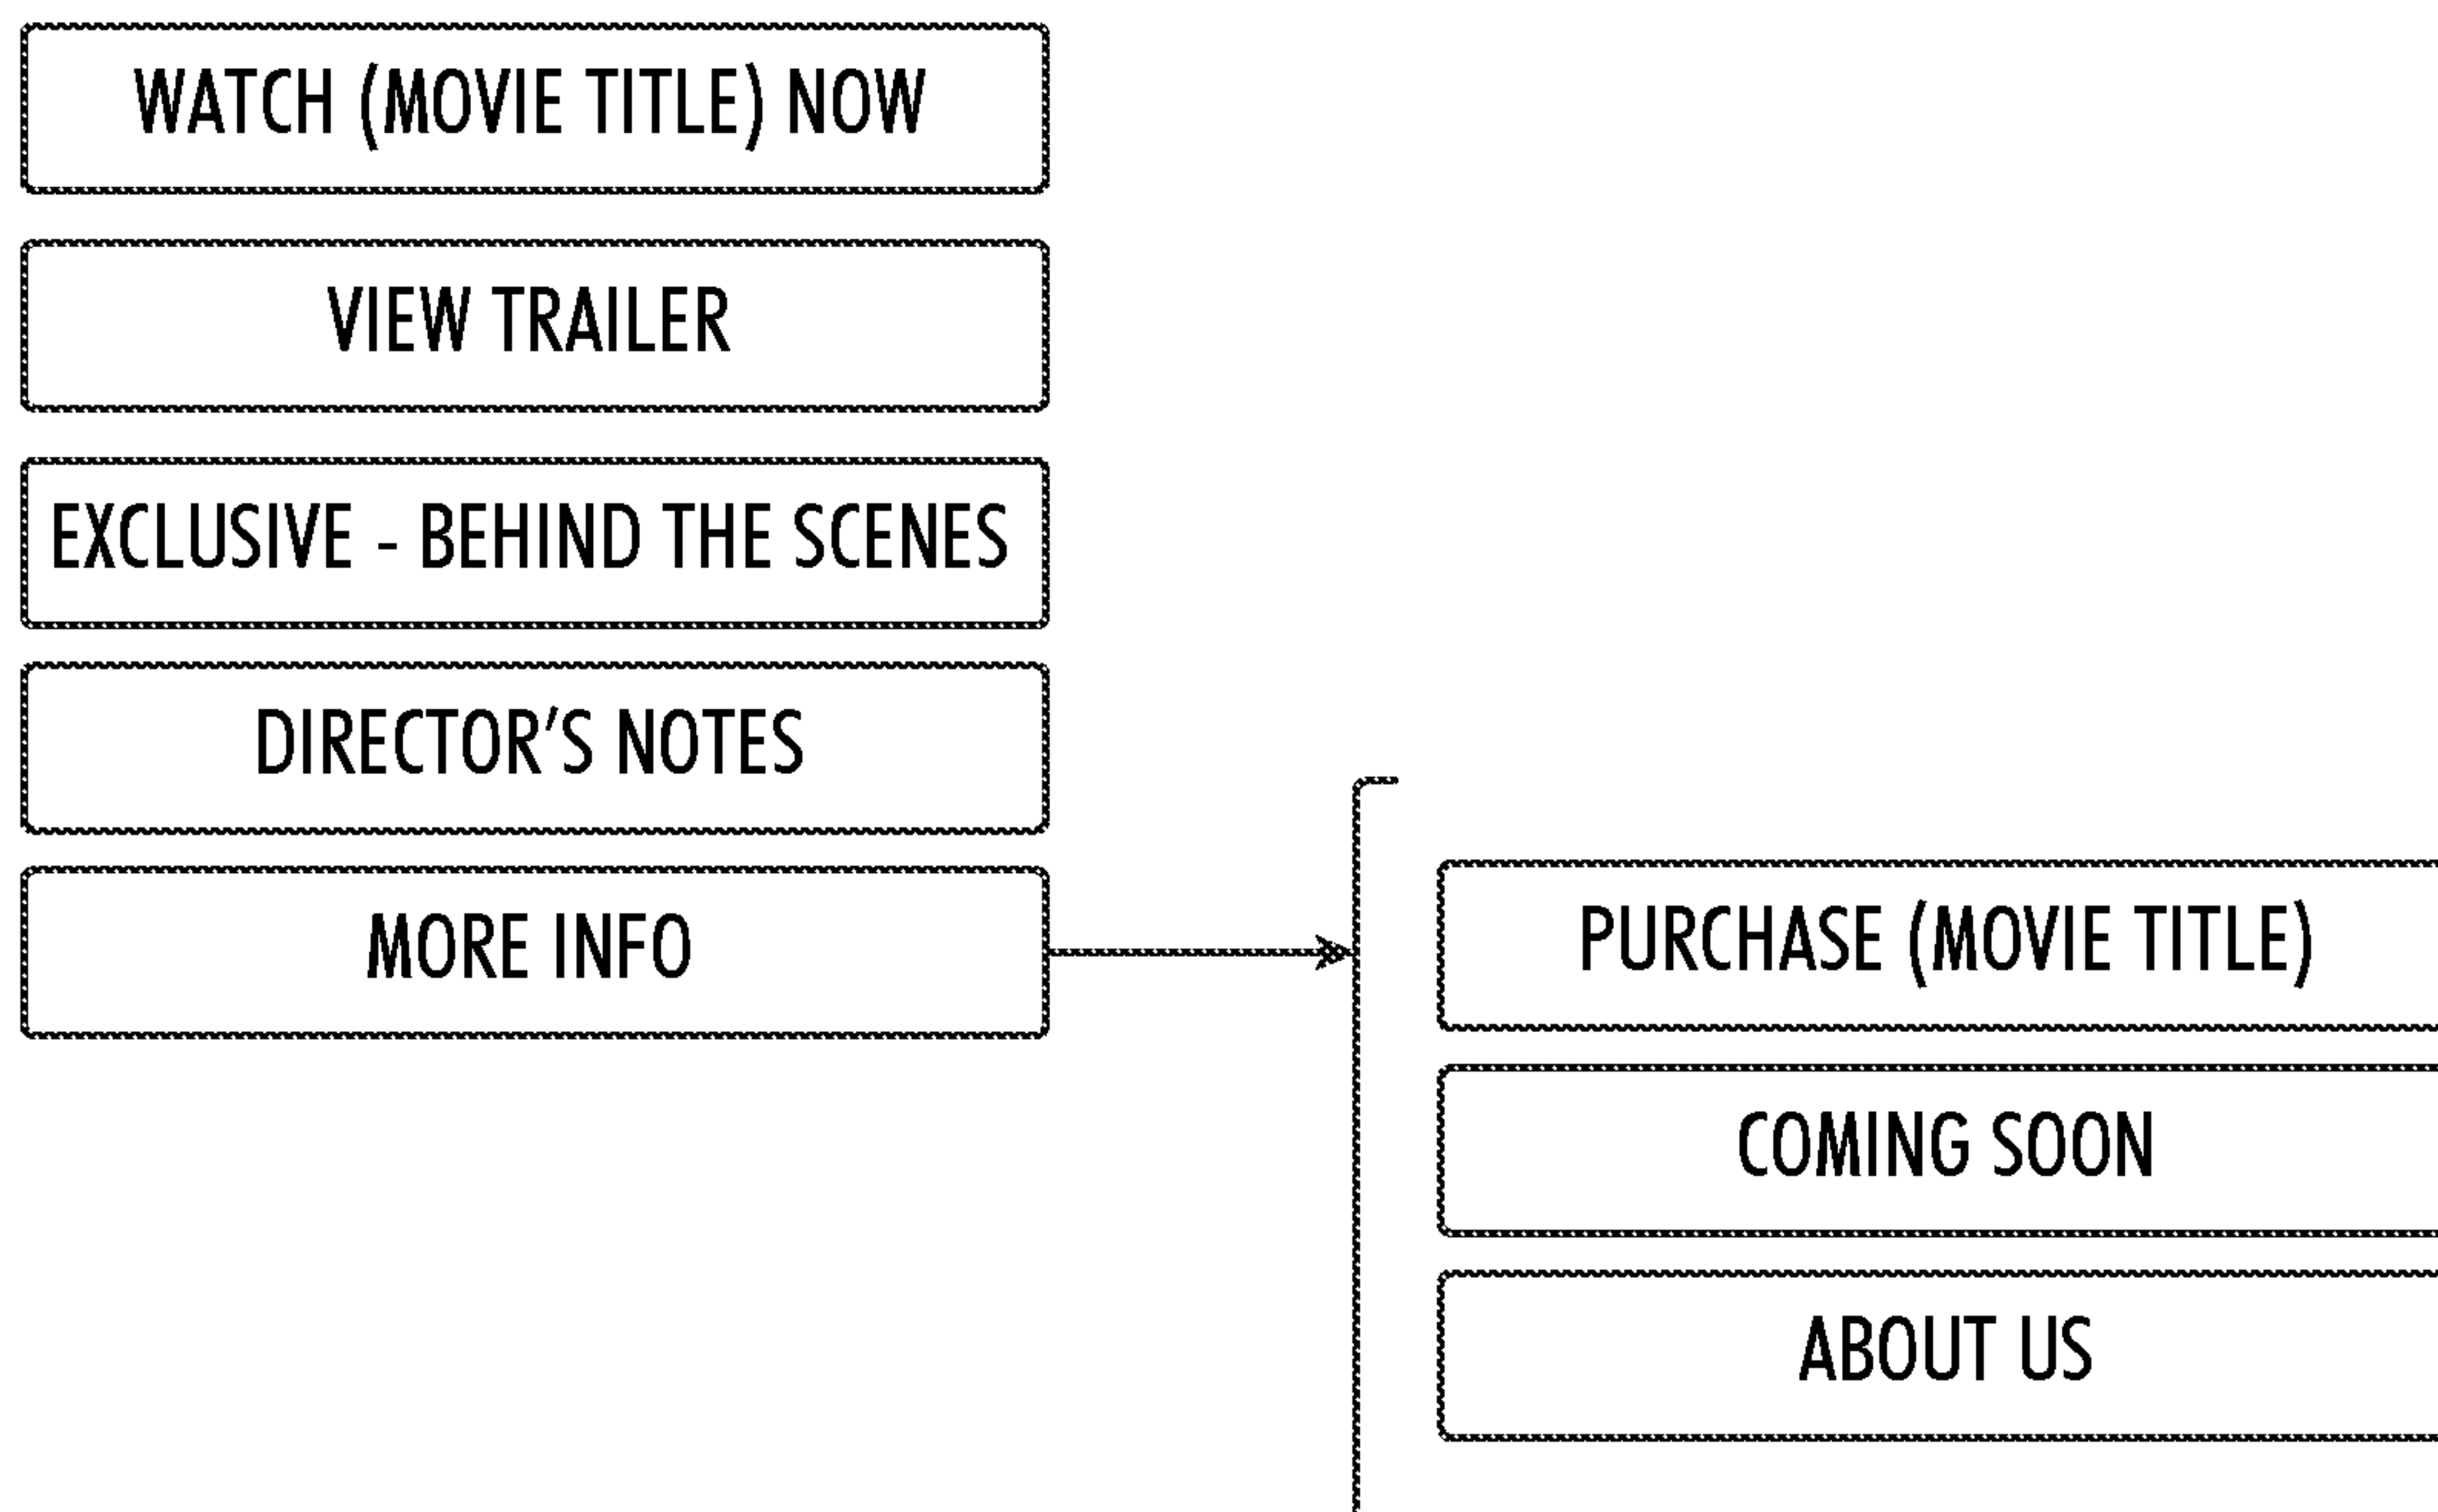 WATCH (MOVIE TITLE) NOW
VIEW TRAILER
EXCLUSIVE - BEHIND THE SCENES
DIRECTOR'S NOTES
MORE INFO
PURCHASE (MOVIE TITLE)
COMING SOON
ABOUT US